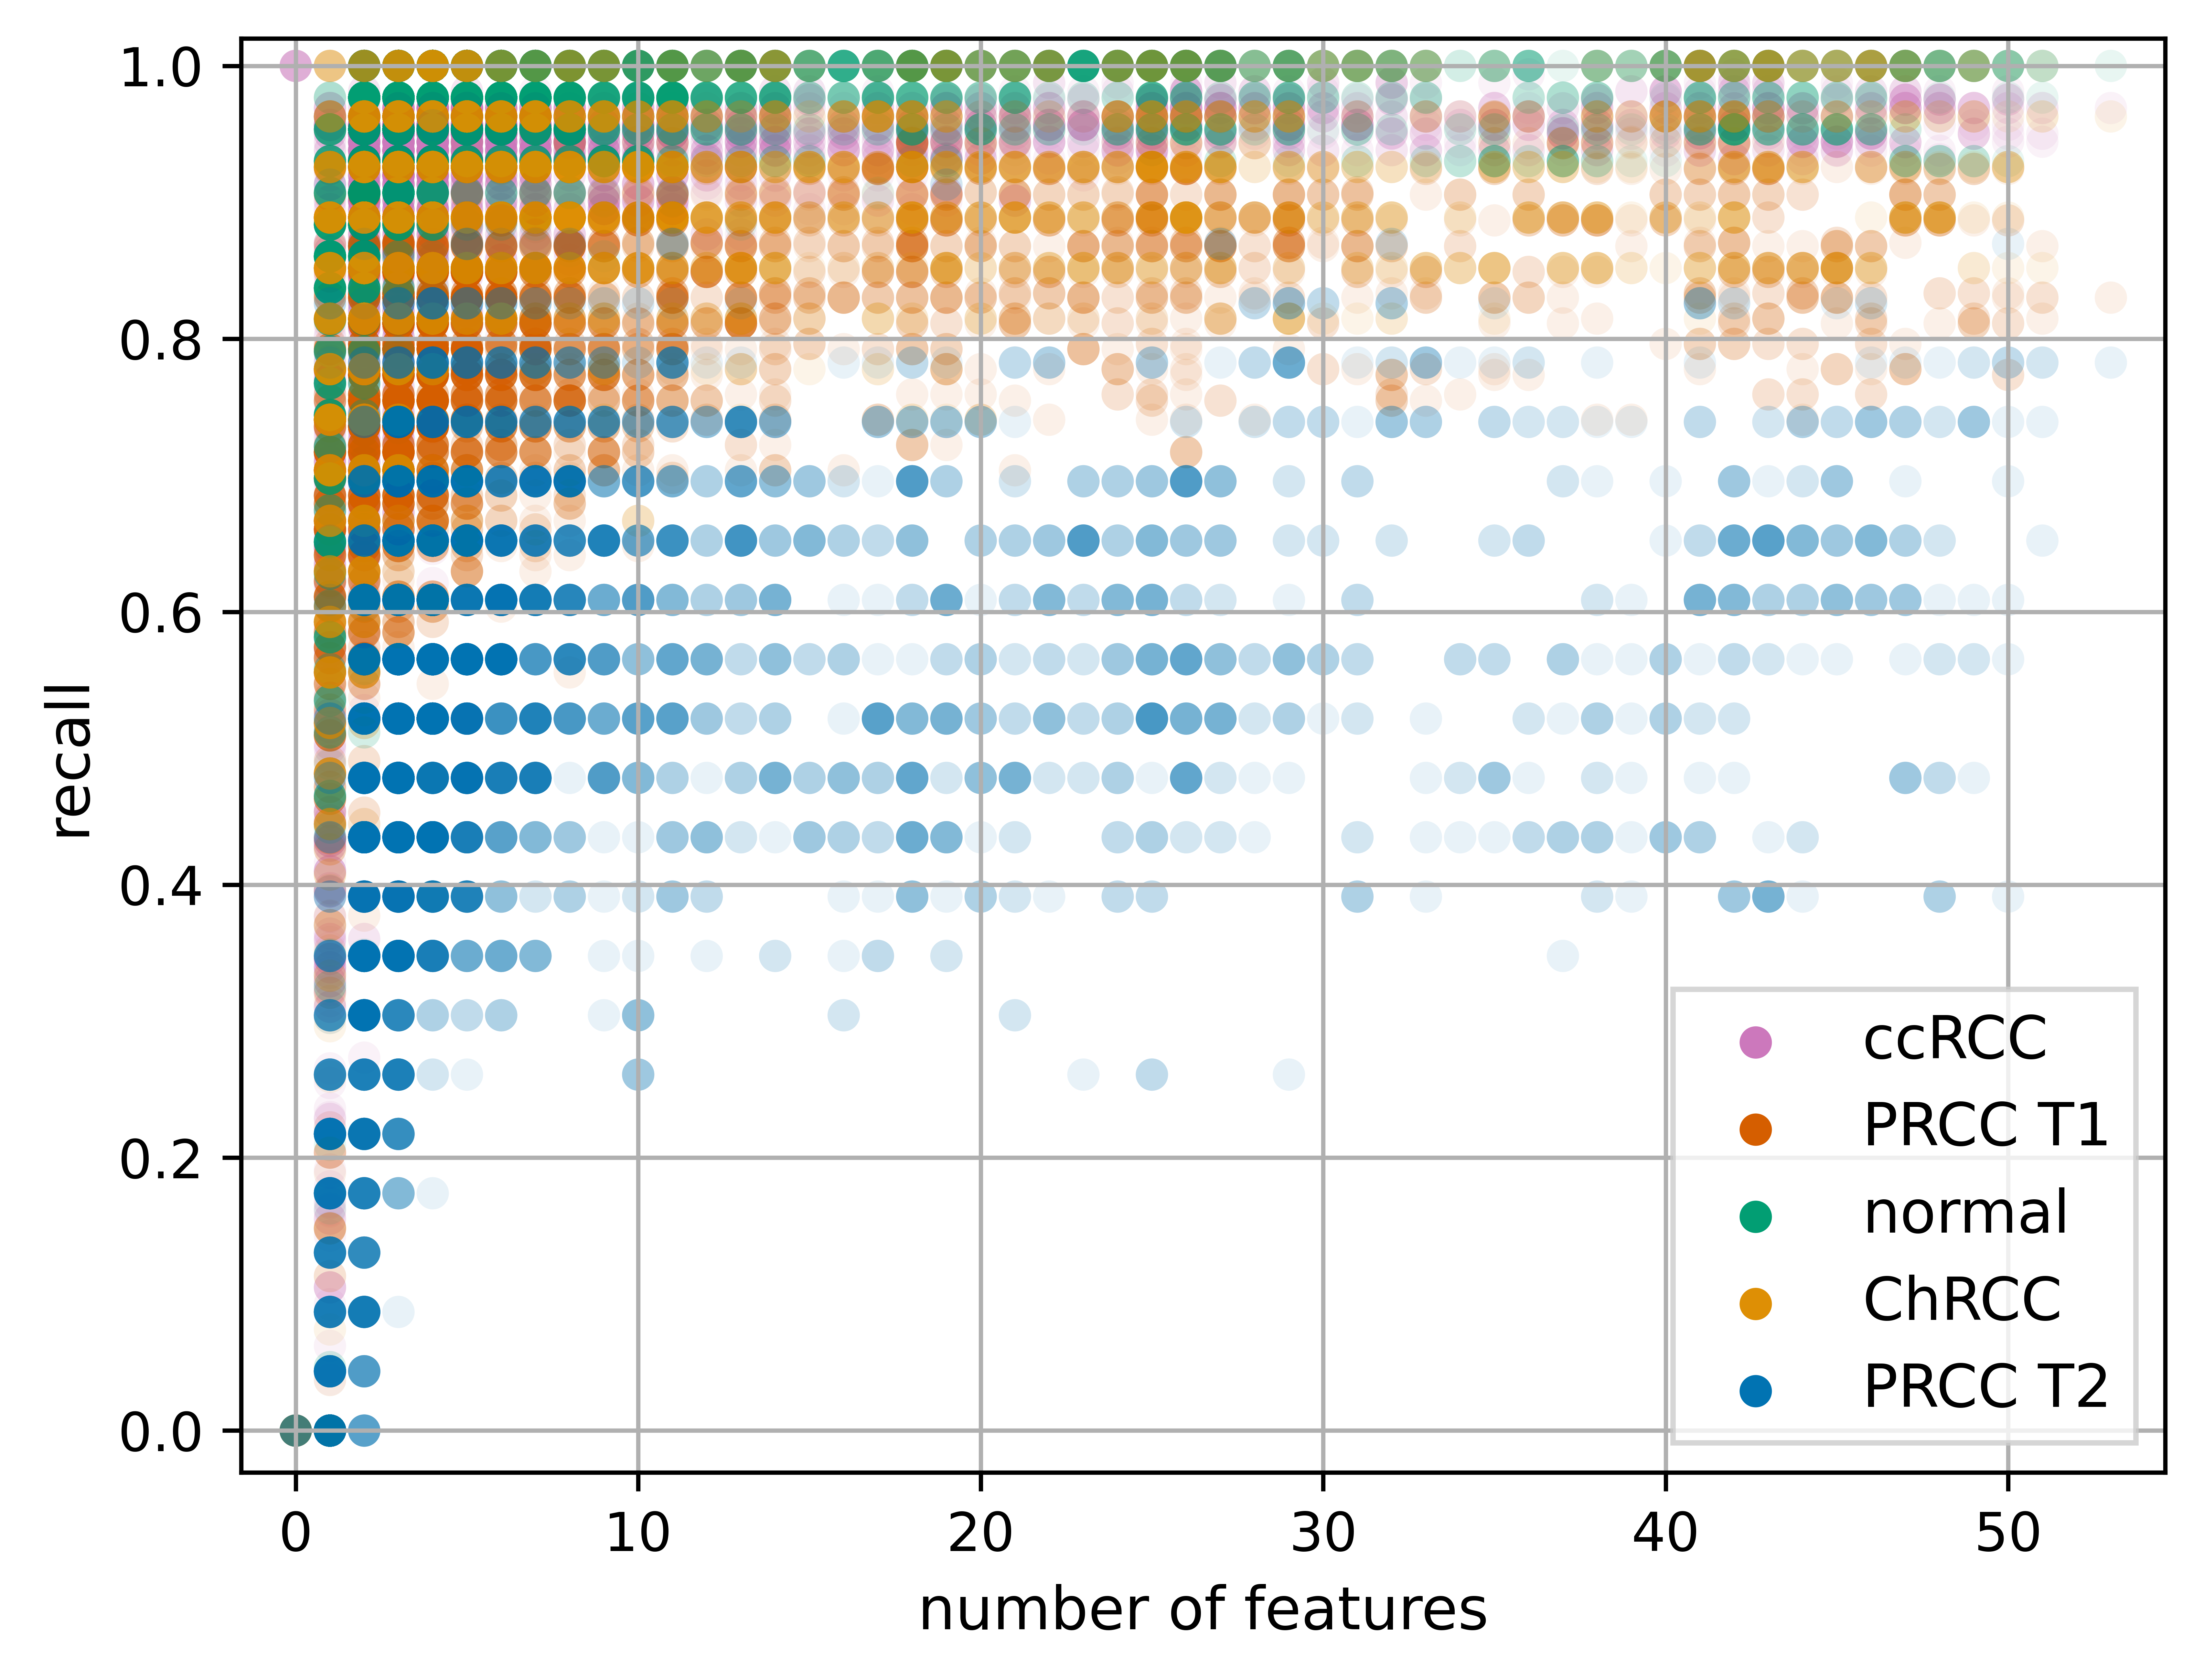 1.0
0.8
0.6
0.4
0.2
0.0
recall
0 10 20 30 40 50
number of features
ccRCC
PRCC T1
normal
ChRCC
PRCC T2